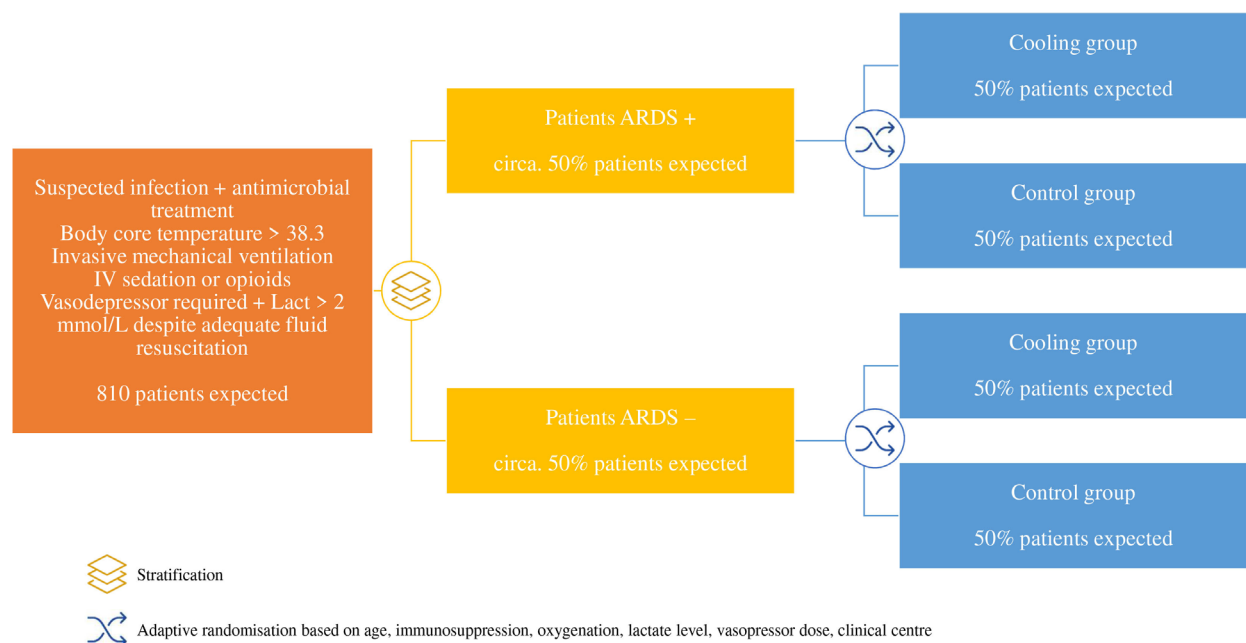 Suspected infection + antimicrobial
treatment
Body core temperature > 38.3
Invasive mechanical ventilation
IV sedation or opioids
Vasodepressor required + Lact > 2
mmol/L despite adequate fluid
resuscitation
810 patients expected
Patients ARDS +
circa. 50% patients expected
Cooling group
50% patients expected
Control group
50% patients expected
Patients ARDS –
circa. 50% patients expected
Cooling group
50% patients expected
Control group
50% patients expected
Stratification
Adaptive randomisation based on age, immunosuppression, oxygenation, lactate level, vasopressor dose, clinical centre